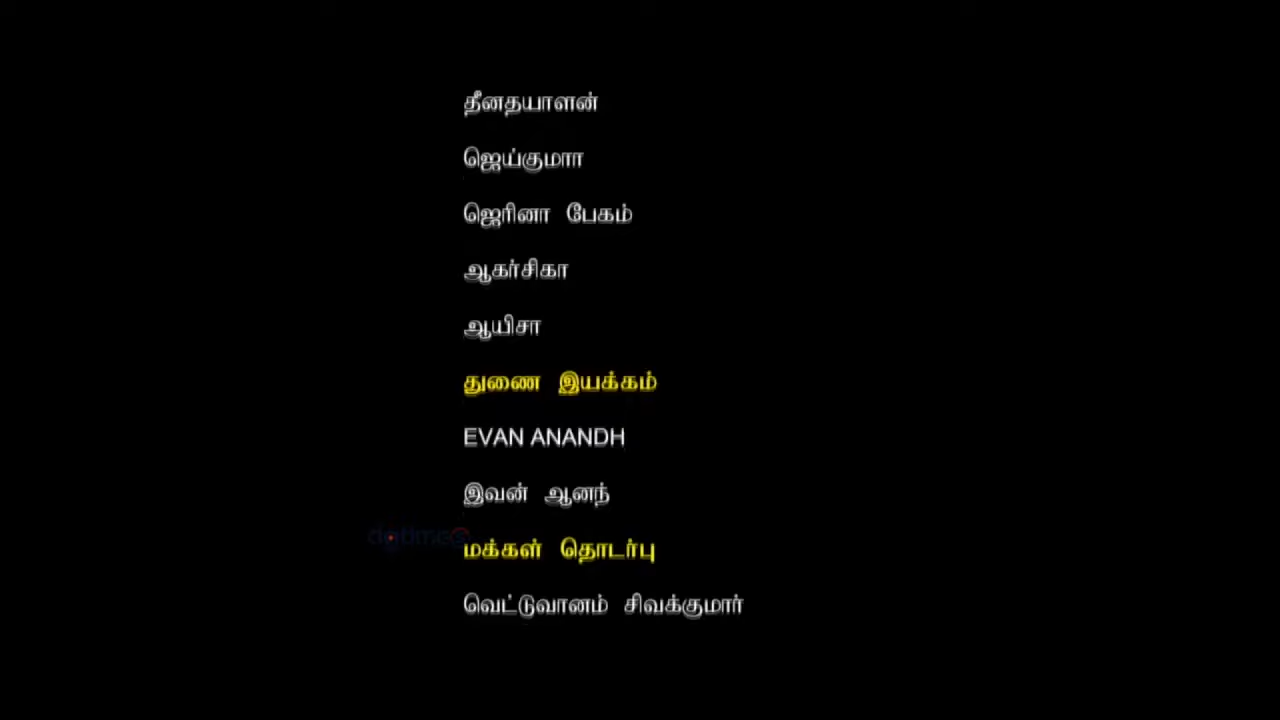 தீனதயாளன்
ஜெய்குமாா
ஜெரினா பேகம்
ஆகர்சிகா
ஆயிசா
துணை இயக்கம்
EVAN ANANDH
இவன் ஆனந்
மக்கள் தொடர்பு
வெட்டுவானம் சிவக்குமார்